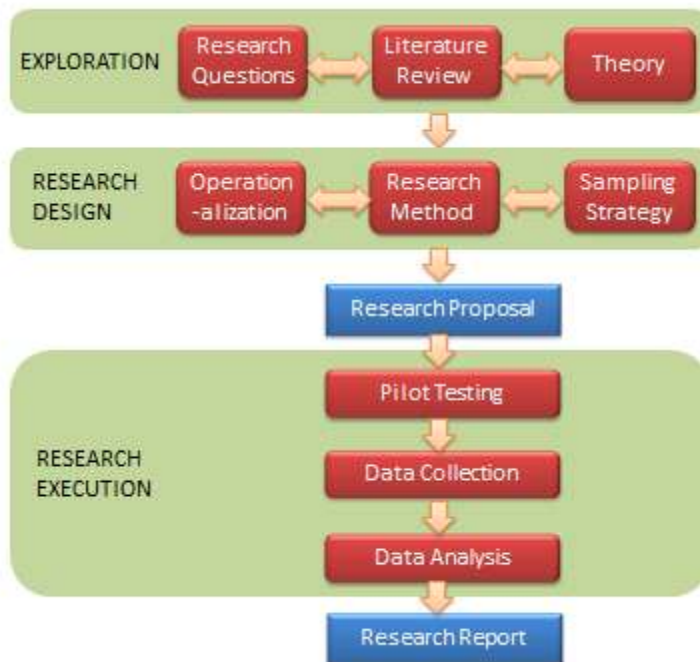 EXPLORATION
Research
Questions
Literature
Review
Theory
RESEARCH
DESIGN
Operation
-alization
Research
Method
Sampling
Strategy
Research Proposal
RESEARCH
EXECUTION
Pilot Testing
Data Collection
Data Analysis
Research Report